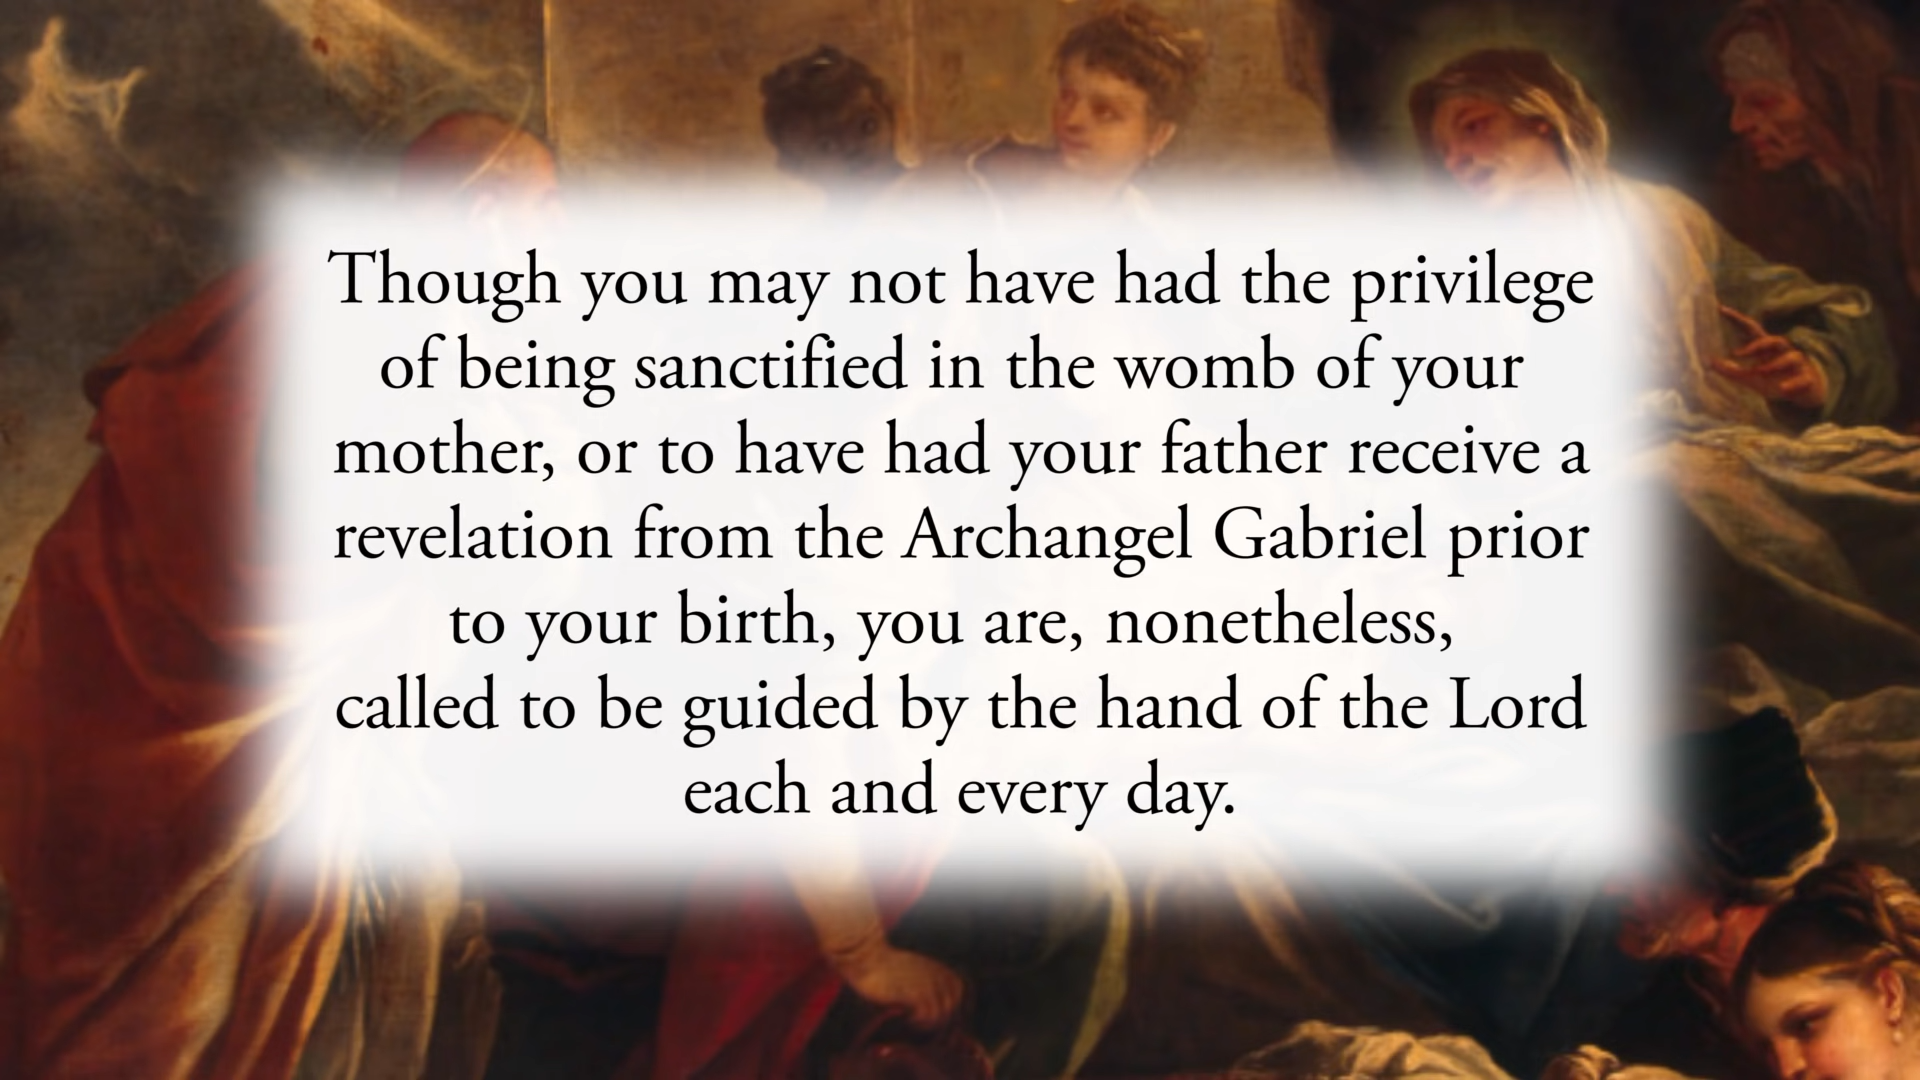 Though you may not have had the privilege
of being sanctified in the womb of your
mother, or to have had your father receive a
revelation from the Archangel Gabriel prior
to your birth, you are, nonetheless,
called to be guided by the hand of the Lord
each and every day.